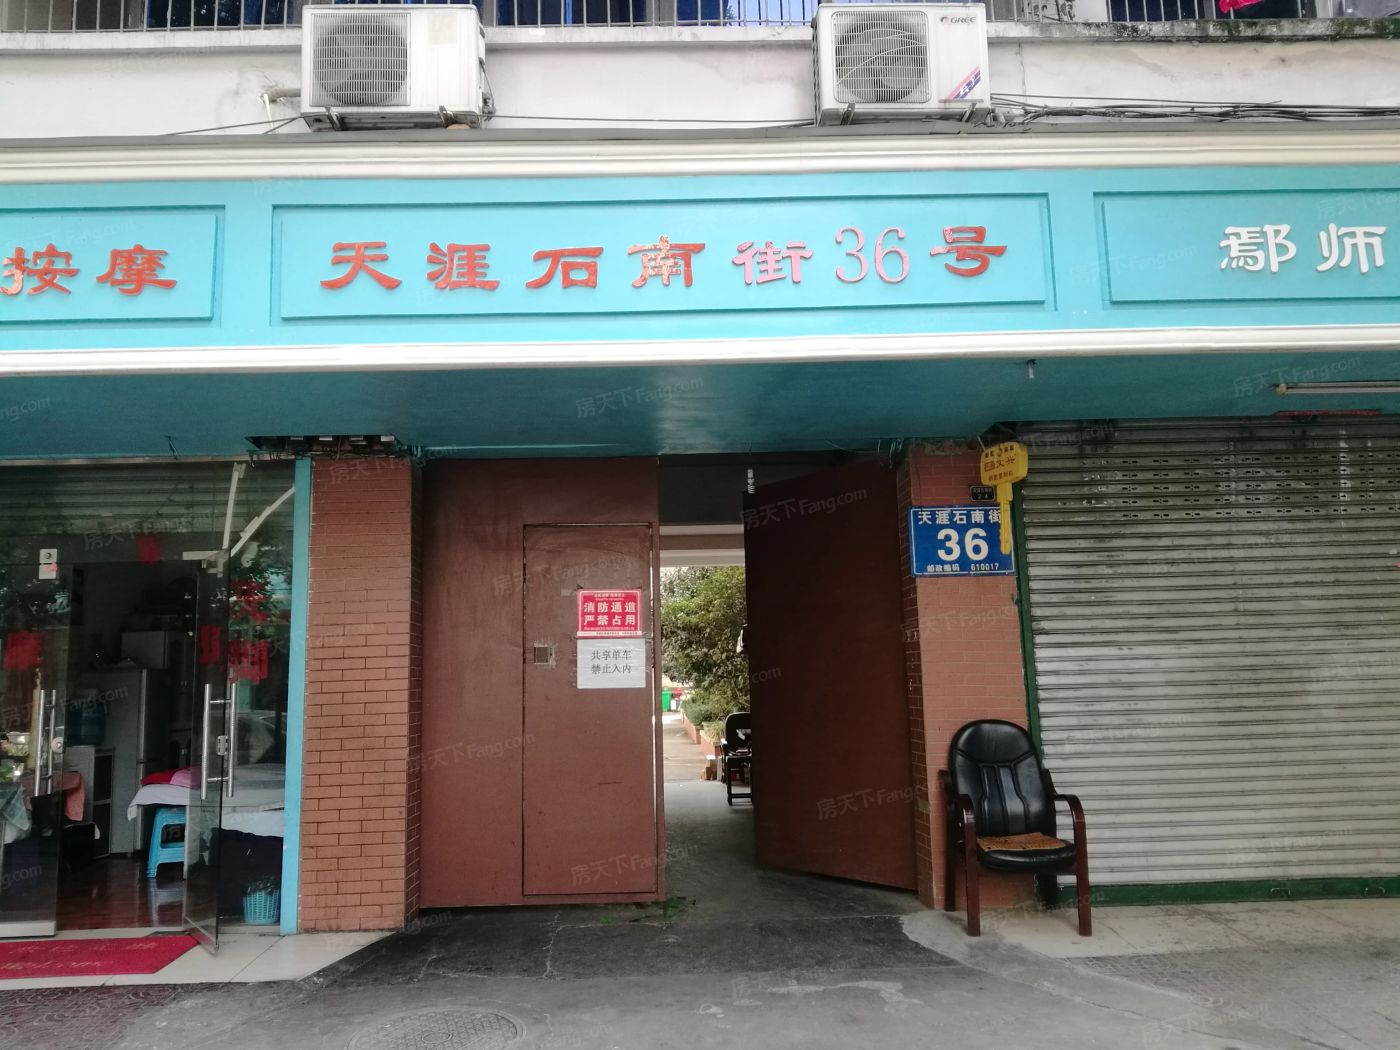 GREE
按摩
天涯石南街36号
鄢师
天涯石南街
36
邮政编码 610017
消防通道
严禁占用
共享单车
禁止入内
房天下Fang.com